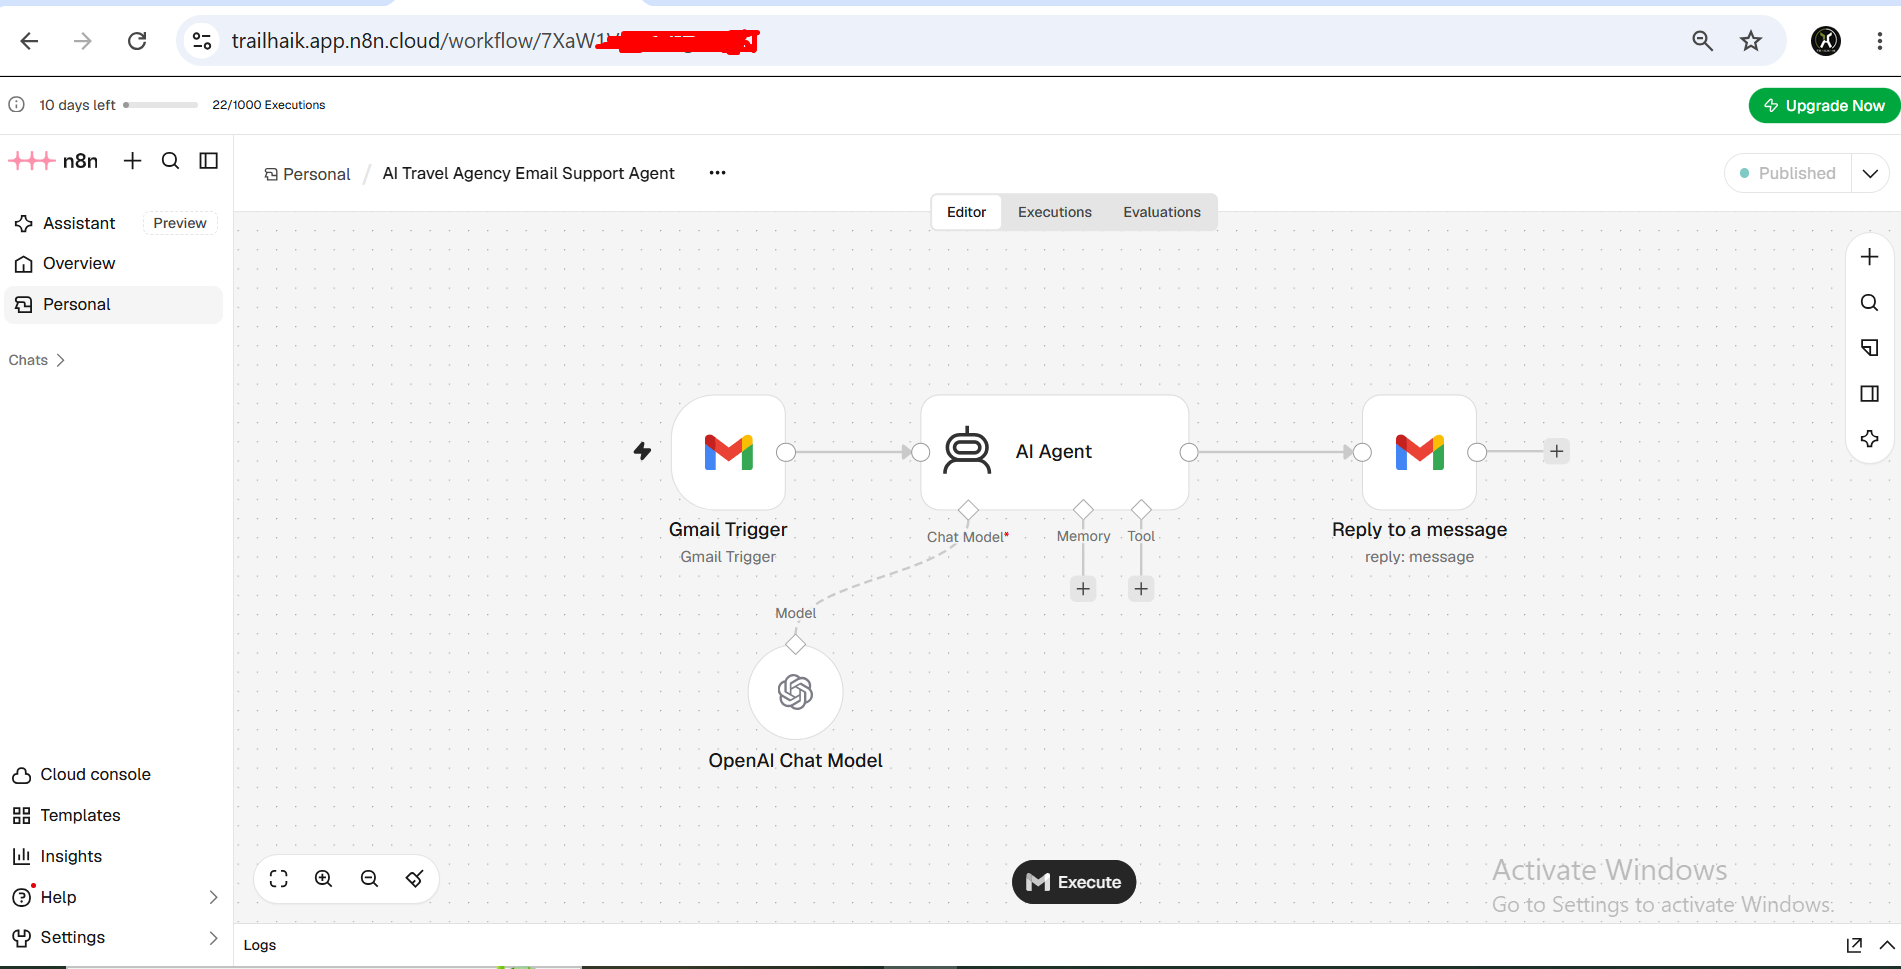 trailhaik.app.n8n.cloud/workflow/7XaW1
10 days left
22/1000 Executions
Upgrade Now
n8n
Personal / AI Travel Agency Email Support Agent
Published
Editor
Executions
Evaluations
Assistant
Preview
Overview
Personal
Chats
AI Agent
Gmail Trigger
Gmail Trigger
Chat Model*
Memory
Tool
Reply to a message
reply: message
Model
OpenAI Chat Model
Cloud console
Templates
Insights
Help
Settings
Execute
Activate Windows
Go to Settings to activate Windows.
Logs